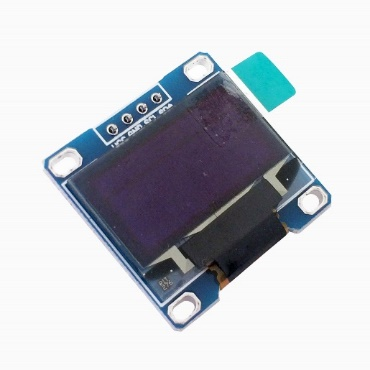 VCC GND SCL SDA